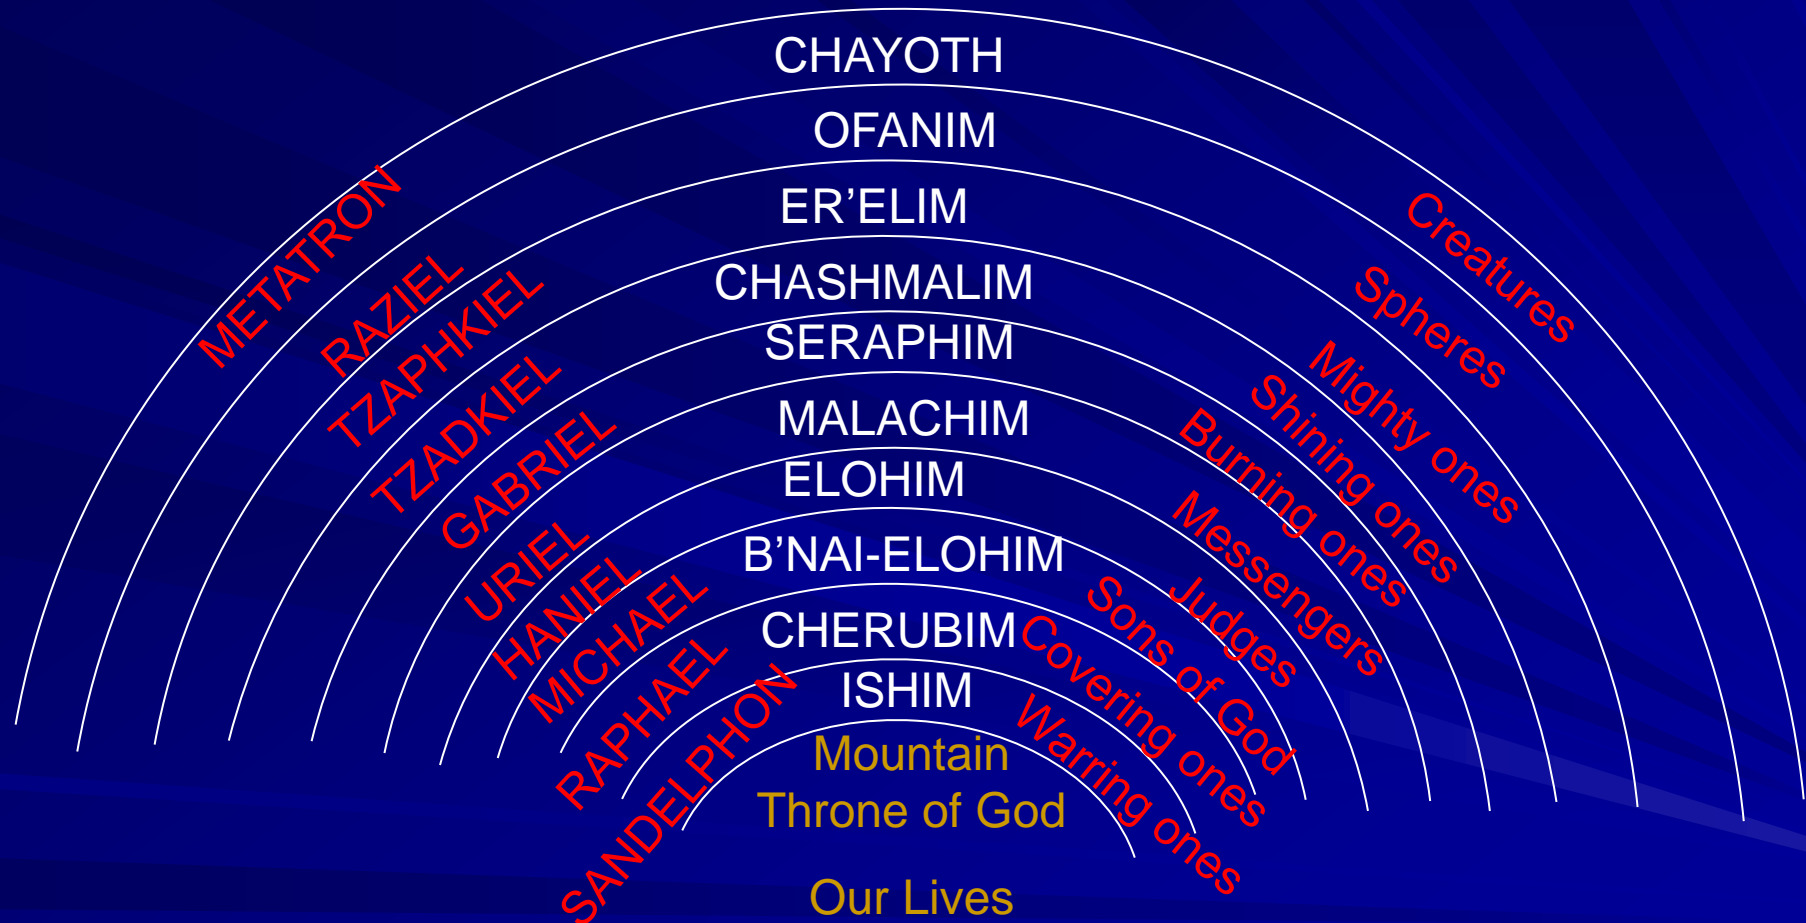 CHAYOTH
OFANIM
ER’ELIM
CHASHMALIM
SERAPHIM
MALACHIM
ELOHIM
B’NAI-ELOHIM
CHERUBIM
ISHIM
Mountain
Throne of God
Our Lives
METATRON
RAZIEL
TZAPHKIEL
TZADKIEL
GABRIEL
URIEL
HANIEL
MICHAEL
RAPHAEL
SANDELPHON
Creatures
Spheres
Mighty ones
Shining ones
Burning ones
Messengers
Judges
Sons of God
Covering ones
Warring ones